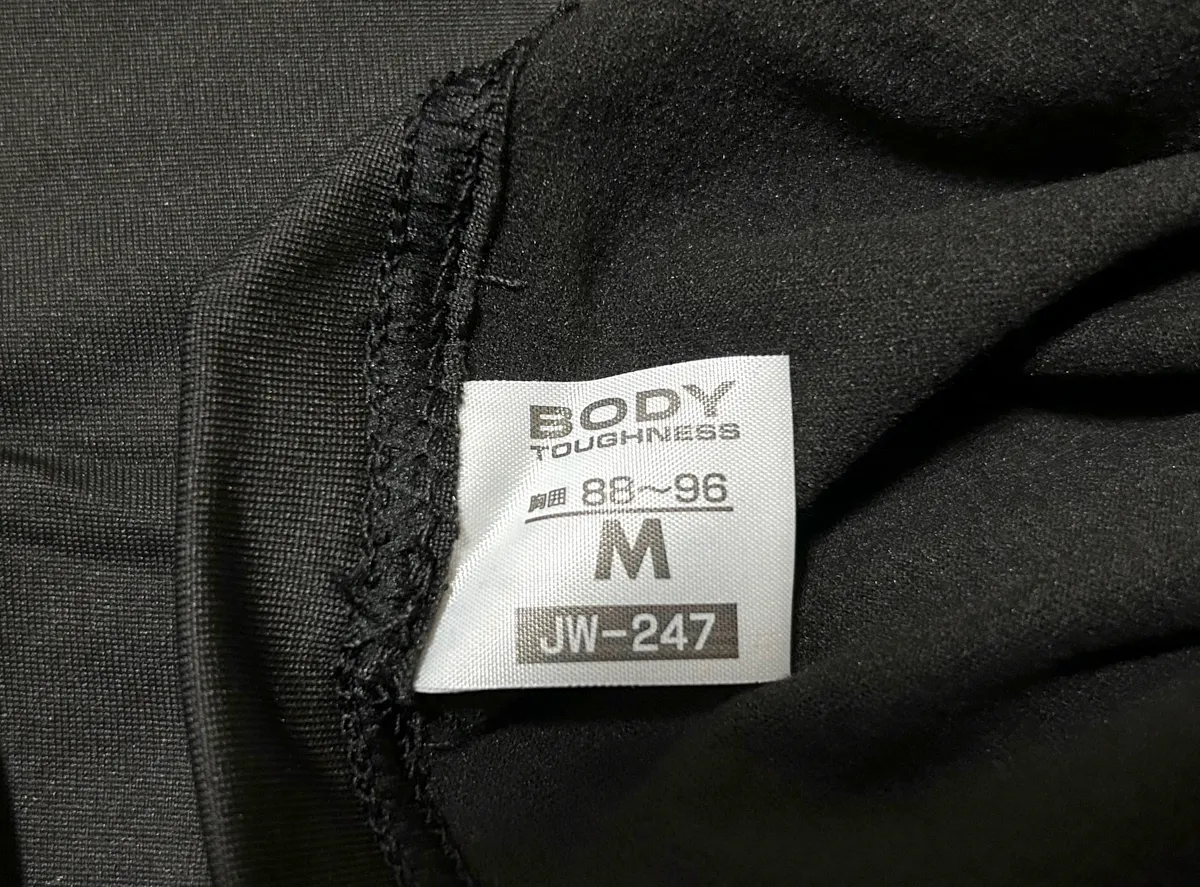 BODY
TOUGHNESS
胸囲 88〜96
M
JW-247